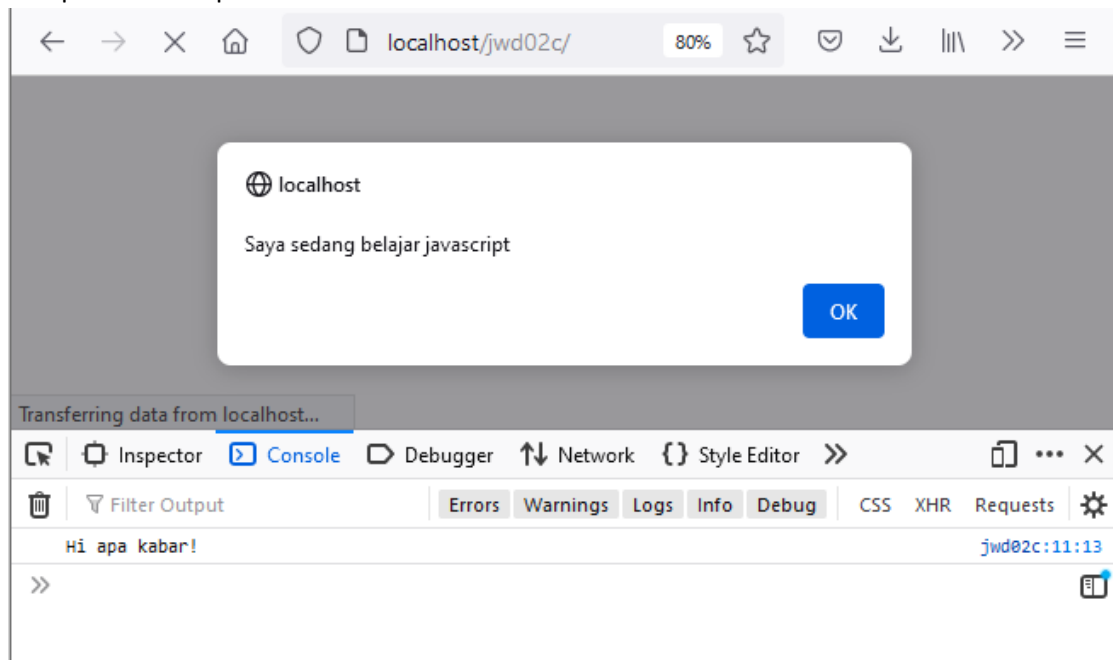 localhost/jwd02c/ 80%
localhost
Saya sedang belajar javascript
OK
Transferring data from localhost...
Inspector Console Debugger Network Style Editor
Filter Output Errors Warnings Logs Info Debug CSS XHR Requests
Hi apa kabar! jwd02c:11:13